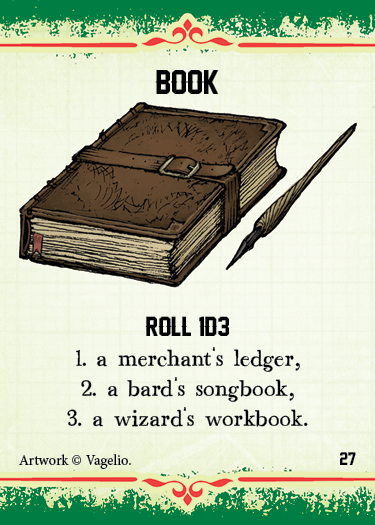 BOOK
ROLL 1D3
1. a merchant's ledger,
2. a bard's songbook,
3. a wizard's workbook.
Artwork © Vagelio.
27